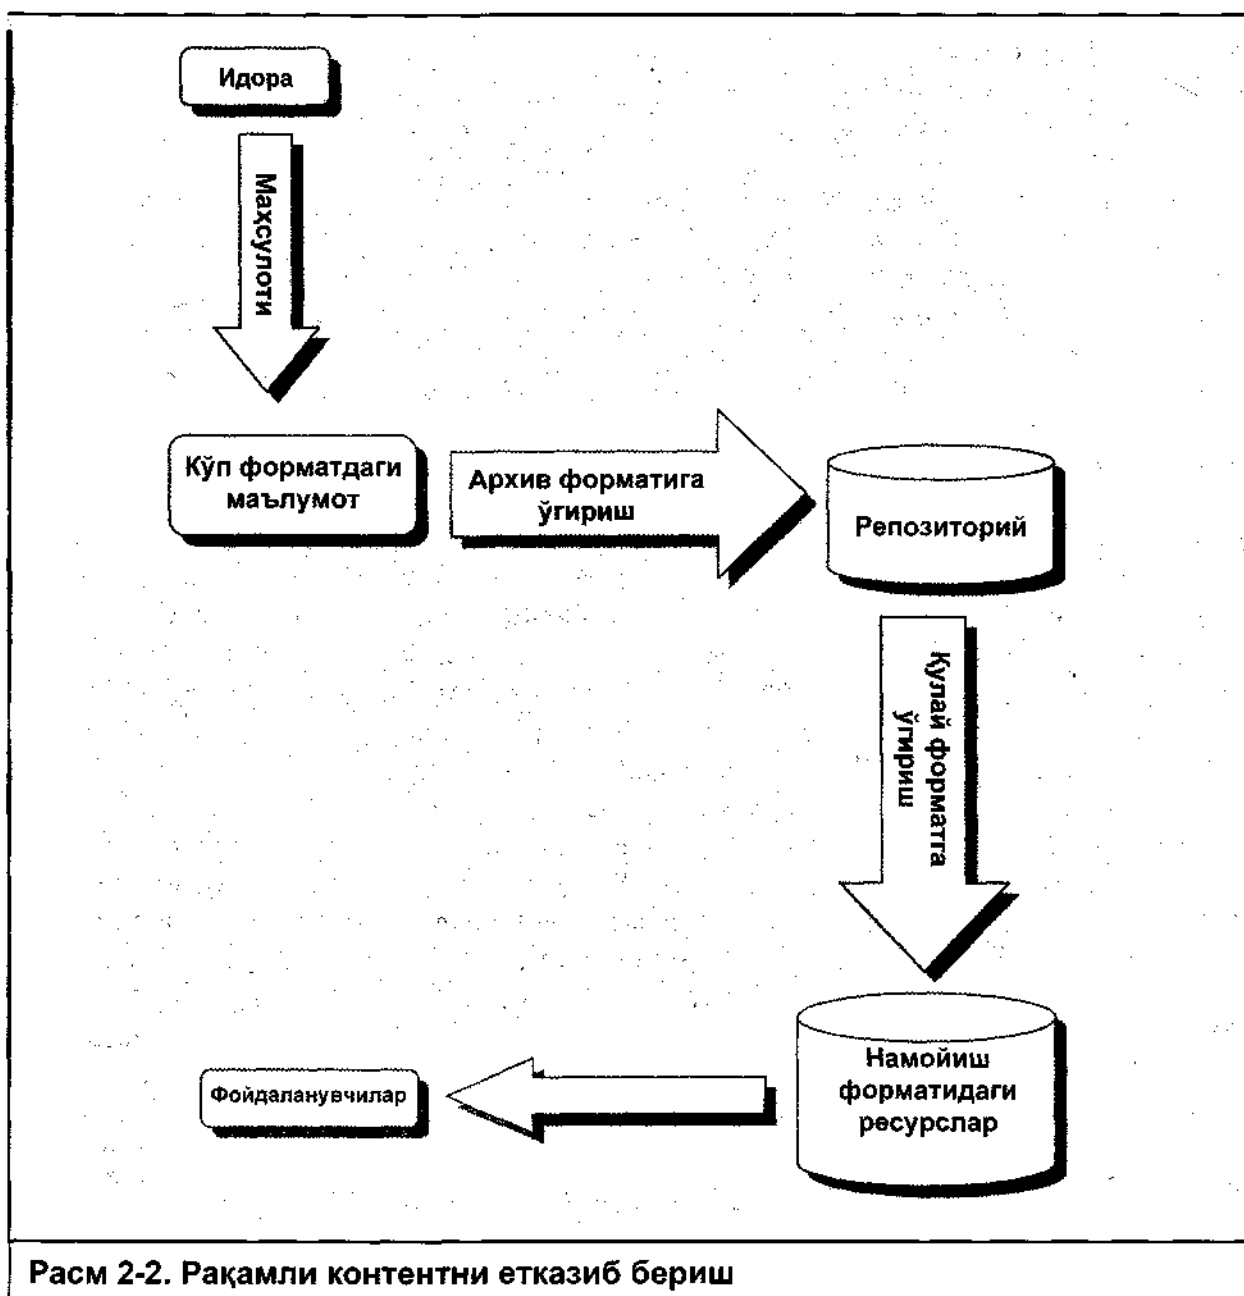 Идора
Маҳсулоти
Кўп форматдаги
маълумот
Архив форматига
ўгириш
Репозиторий
Қулай форматга
ўгириш
Намойиш
форматидаги
ресурслар
Фойдаланувчилар
Расм 2-2. Рақамли контентни етказиб бериш